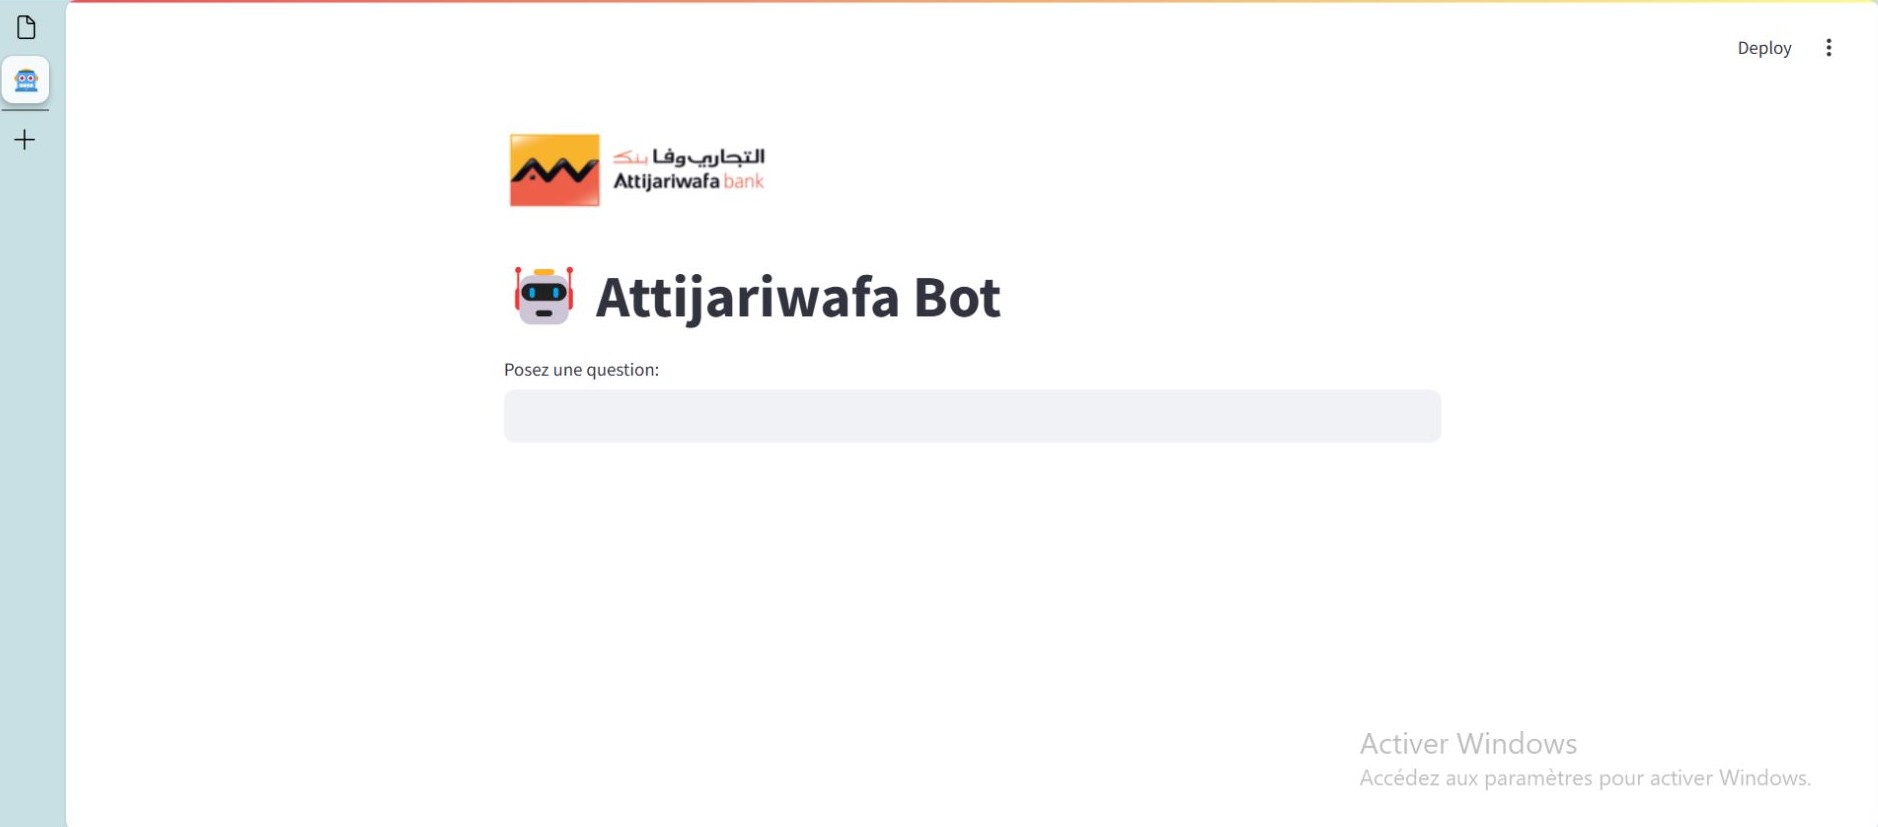 Deploy
التجاري وفا بنك
Attijariwafa bank
Attijariwafa Bot
Posez une question:
Activer Windows
Accédez aux paramètres pour activer Windows.